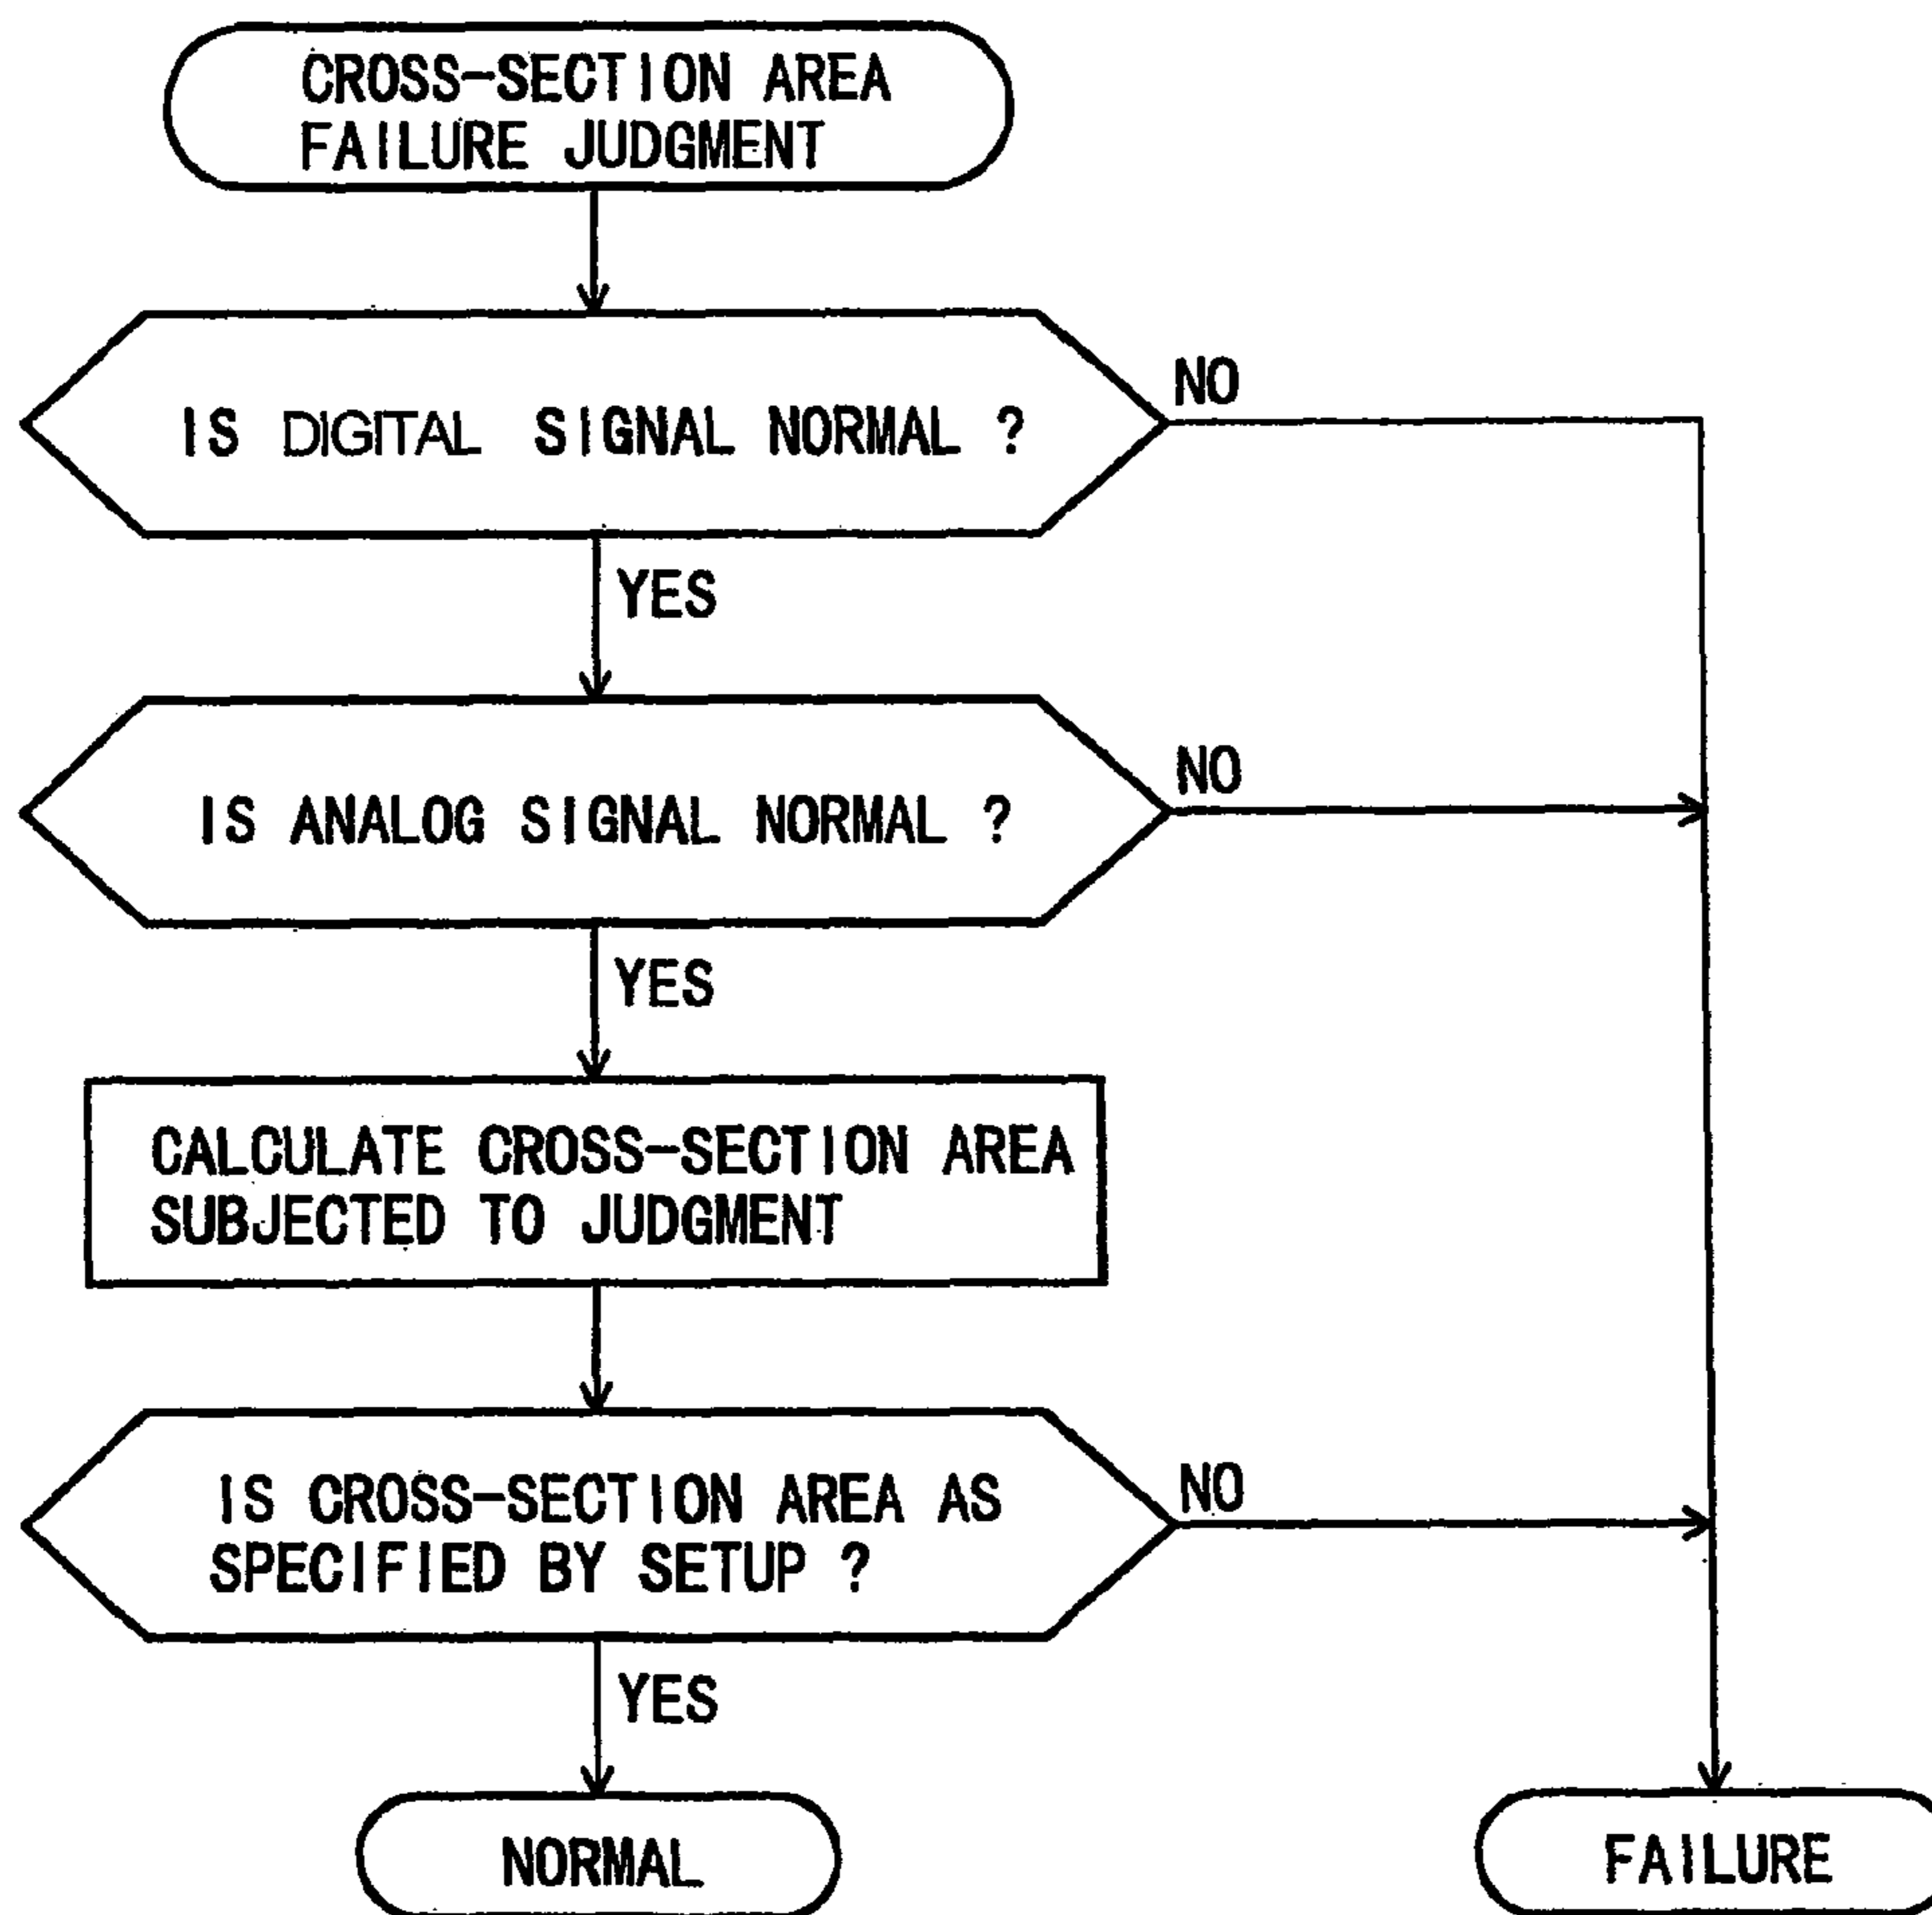 CROSS-SECTION AREA
FAILURE JUDGMENT
IS DIGITAL SIGNAL NORMAL ?
NO
YES
IS ANALOG SIGNAL NORMAL ?
NO
YES
CALCULATE CROSS-SECTION AREA
SUBJECTED TO JUDGMENT
IS CROSS-SECTION AREA AS
SPECIFIED BY SETUP ?
NO
YES
NORMAL
FAILURE